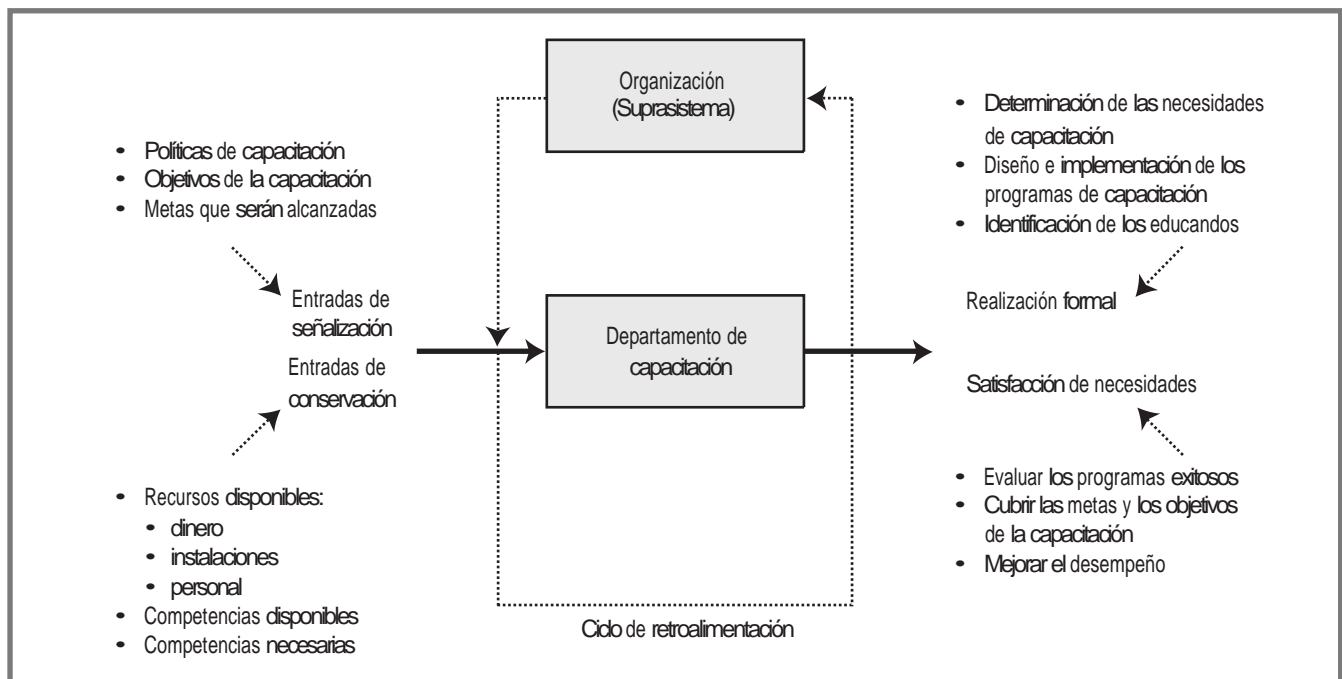 Organización
(Suprasistema)
• Políticas de capacitación
• Objetivos de la capacitación
• Metas que serán alcanzadas
Entradas de
señalización
Entradas de
conservación
• Recursos disponibles:
• dinero
• instalaciones
• personal
• Competencias disponibles
• Competencias necesarias
Departamento de
capacitación
Ciclo de retroalimentación
• Determinación de las necesidades
de capacitación
• Diseño e implementación de los
programas de capacitación
• Identificación de los educandos
Realización formal
Satisfacción de necesidades
• Evaluar los programas exitosos
• Cubrir las metas y los objetivos
de la capacitación
• Mejorar el desempeño